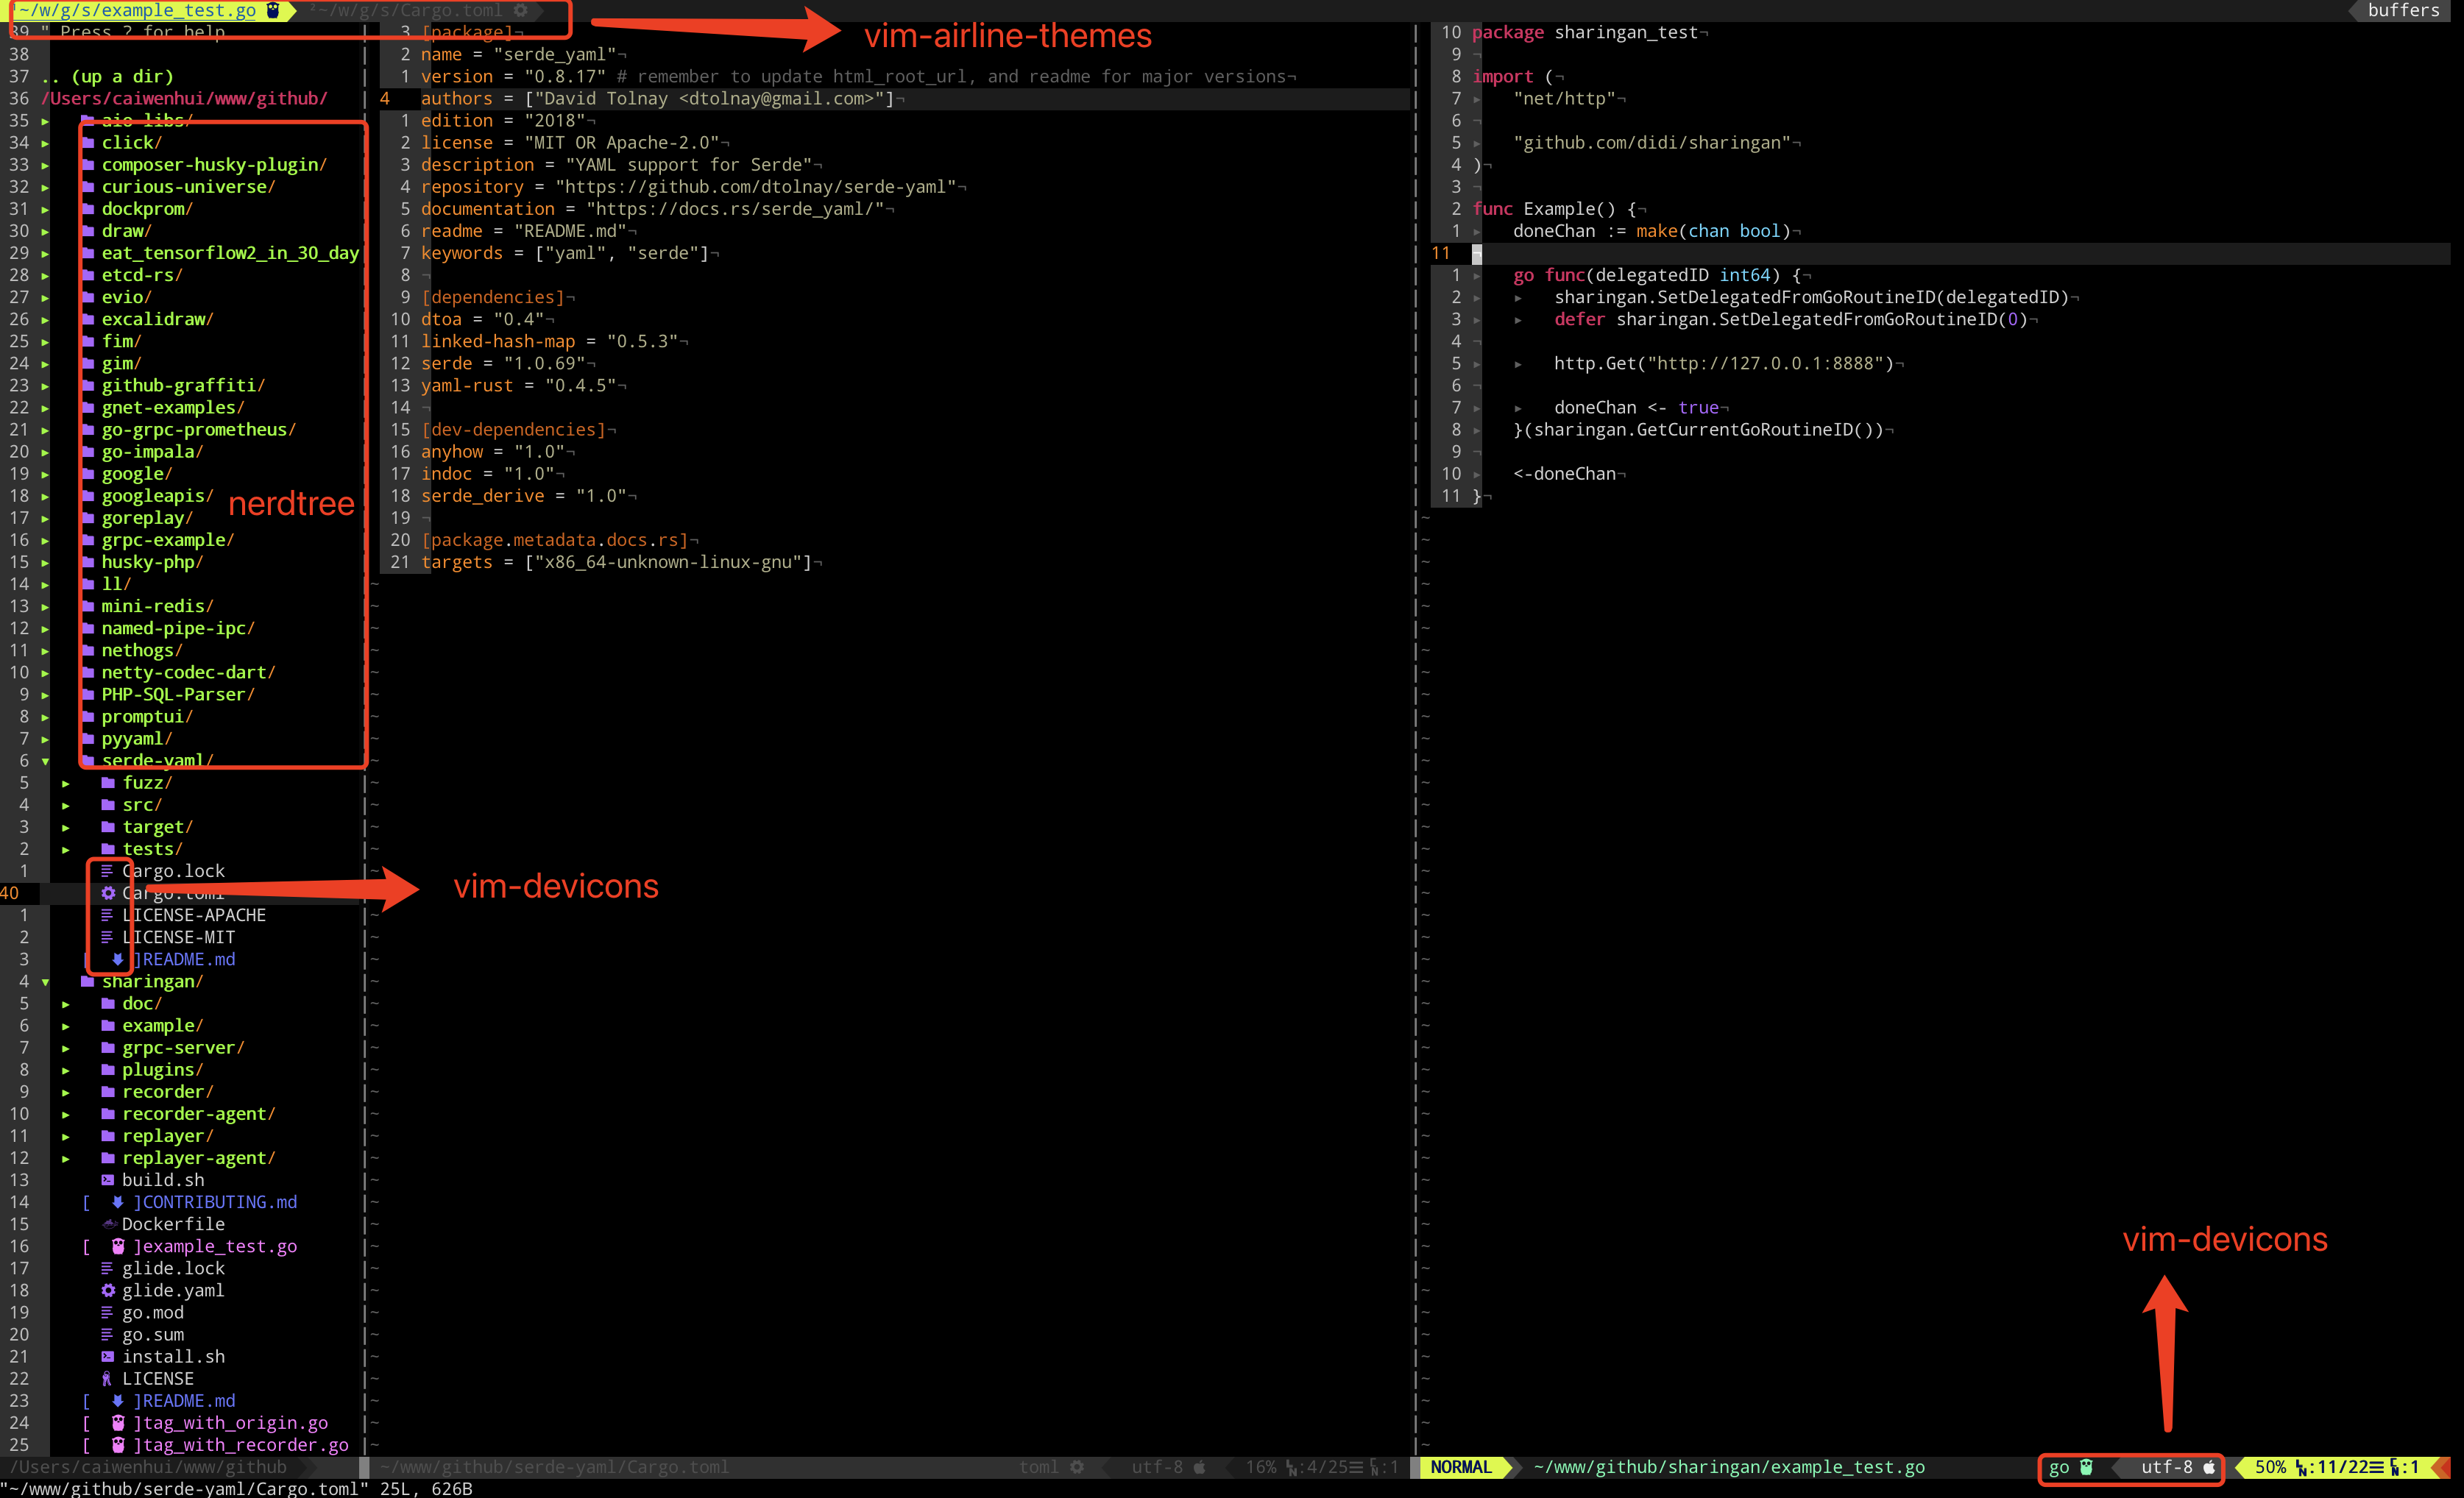 1 ~/w/g/s/example_test.go 2 ~/w/g/s/Cargo.toml
buffers
vim-airline-themes
39 " Press ? for help
38
37 .. (up a dir)
36 /Users/caiwenhui/www/github/
35 ▸ aio-libs/
34 ▸ click/
33 ▸ composer-husky-plugin/
32 ▸ curious-universe/
31 ▸ dockprom/
30 ▸ draw/
29 ▸ eat_tensorflow2_in_30_day
28 ▸ etcd-rs/
27 ▸ evio/
26 ▸ excalidraw/
25 ▸ fim/
24 ▸ gim/
23 ▸ github-graffiti/
22 ▸ gnet-examples/
21 ▸ go-grpc-prometheus/
20 ▸ go-impala/
19 ▸ google/
18 ▸ googleapis/
17 ▸ goreplay/
16 ▸ grpc-example/
15 ▸ husky-php/
14 ▸ ll/
13 ▸ mini-redis/
12 ▸ named-pipe-ipc/
11 ▸ nethogs/
10 ▸ netty-codec-dart/
9 ▸ PHP-SQL-Parser/
8 ▸ promptui/
7 ▸ pyyaml/
6 ▾ serde-yaml/
5 ▸ fuzz/
4 ▸ src/
3 ▸ target/
2 ▸ tests/
1 Cargo.lock
40 Cargo.toml
1 LICENSE-APACHE
2 LICENSE-MIT
3 [ ]README.md
4 ▾ sharingan/
5 ▸ doc/
6 ▸ example/
7 ▸ grpc-server/
8 ▸ plugins/
9 ▸ recorder/
10 ▸ recorder-agent/
11 ▸ replayer/
12 ▸ replayer-agent/
13 build.sh
14 [ ]CONTRIBUTING.md
15 Dockerfile
16 [ ]example_test.go
17 glide.lock
18 glide.yaml
19 go.mod
20 go.sum
21 install.sh
22 LICENSE
23 [ ]README.md
24 [ ]tag_with_origin.go
25 [ ]tag_with_recorder.go
nerdtree
vim-devicons
3 [package]¬
2 name = "serde_yaml"¬
1 version = "0.8.17" # remember to update html_root_url, and readme for major versions¬
4 authors = ["David Tolnay <dtolnay@gmail.com>"]¬
1 edition = "2018"¬
2 license = "MIT OR Apache-2.0"¬
3 description = "YAML support for Serde"¬
4 repository = "https://github.com/dtolnay/serde-yaml"¬
5 documentation = "https://docs.rs/serde_yaml/"¬
6 readme = "README.md"¬
7 keywords = ["yaml", "serde"]¬
8 ¬
9 [dependencies]¬
10 dtoa = "0.4"¬
11 linked-hash-map = "0.5.3"¬
12 serde = "1.0.69"¬
13 yaml-rust = "0.4.5"¬
14 ¬
15 [dev-dependencies]¬
16 anyhow = "1.0"¬
17 indoc = "1.0"¬
18 serde_derive = "1.0"¬
19 ¬
20 [package.metadata.docs.rs]¬
21 targets = ["x86_64-unknown-linux-gnu"]¬
10 package sharingan_test¬
9 ¬
8 import (¬
7 ▸ "net/http"¬
6 ¬
5 ▸ "github.com/didi/sharingan"¬
4 )¬
3 ¬
2 func Example() {¬
1 ▸ doneChan := make(chan bool)¬
11 ¬
1 ▸ go func(delegatedID int64) {¬
2 ▸ ▸ sharingan.SetDelegatedFromGoRoutineID(delegatedID)¬
3 ▸ ▸ defer sharingan.SetDelegatedFromGoRoutineID(0)¬
4 ¬
5 ▸ ▸ http.Get("http://127.0.0.1:8888")¬
6 ¬
7 ▸ ▸ doneChan <- true¬
8 ▸ }(sharingan.GetCurrentGoRoutineID())¬
9 ¬
10 ▸ <-doneChan¬
11 }¬
vim-devicons
/Users/caiwenhui/www/github
~/www/github/serde-yaml/Cargo.toml toml utf-8 16% :4/25 :1
NORMAL ~/www/github/sharingan/example_test.go go utf-8 50% :11/22 :1
"~/www/github/serde-yaml/Cargo.toml" 25L, 626B